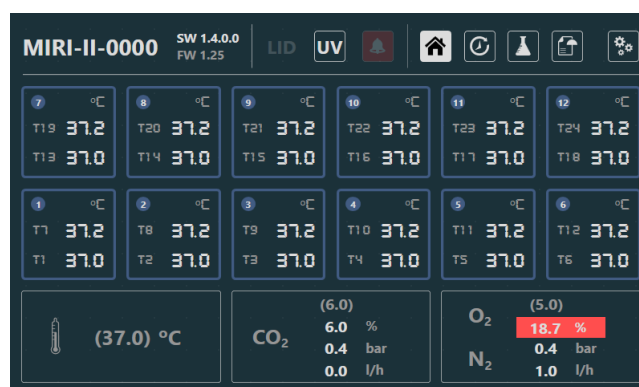 MIRI-II-0000 SW 1.4.0.0 LID UV
FW 1.25
7 °C 8 °C 9 °C 10 °C 11 °C 12 °C
T19 37.2 T20 37.2 T21 37.2 T22 37.2 T23 37.2 T24 37.2
T13 37.0 T14 37.0 T15 37.0 T16 37.0 T17 37.0 T18 37.0
1 °C 2 °C 3 °C 4 °C 5 °C 6 °C
T7 37.2 T8 37.2 T9 37.2 T10 37.2 T11 37.2 T12 37.2
T1 37.0 T2 37.0 T3 37.0 T4 37.0 T5 37.0 T6 37.0
(37.0) °C
CO₂
(6.0)
6.0 %
0.4 bar
0.0 l/h
O₂
(5.0)
18.7 %
N₂
0.4 bar
1.0 l/h